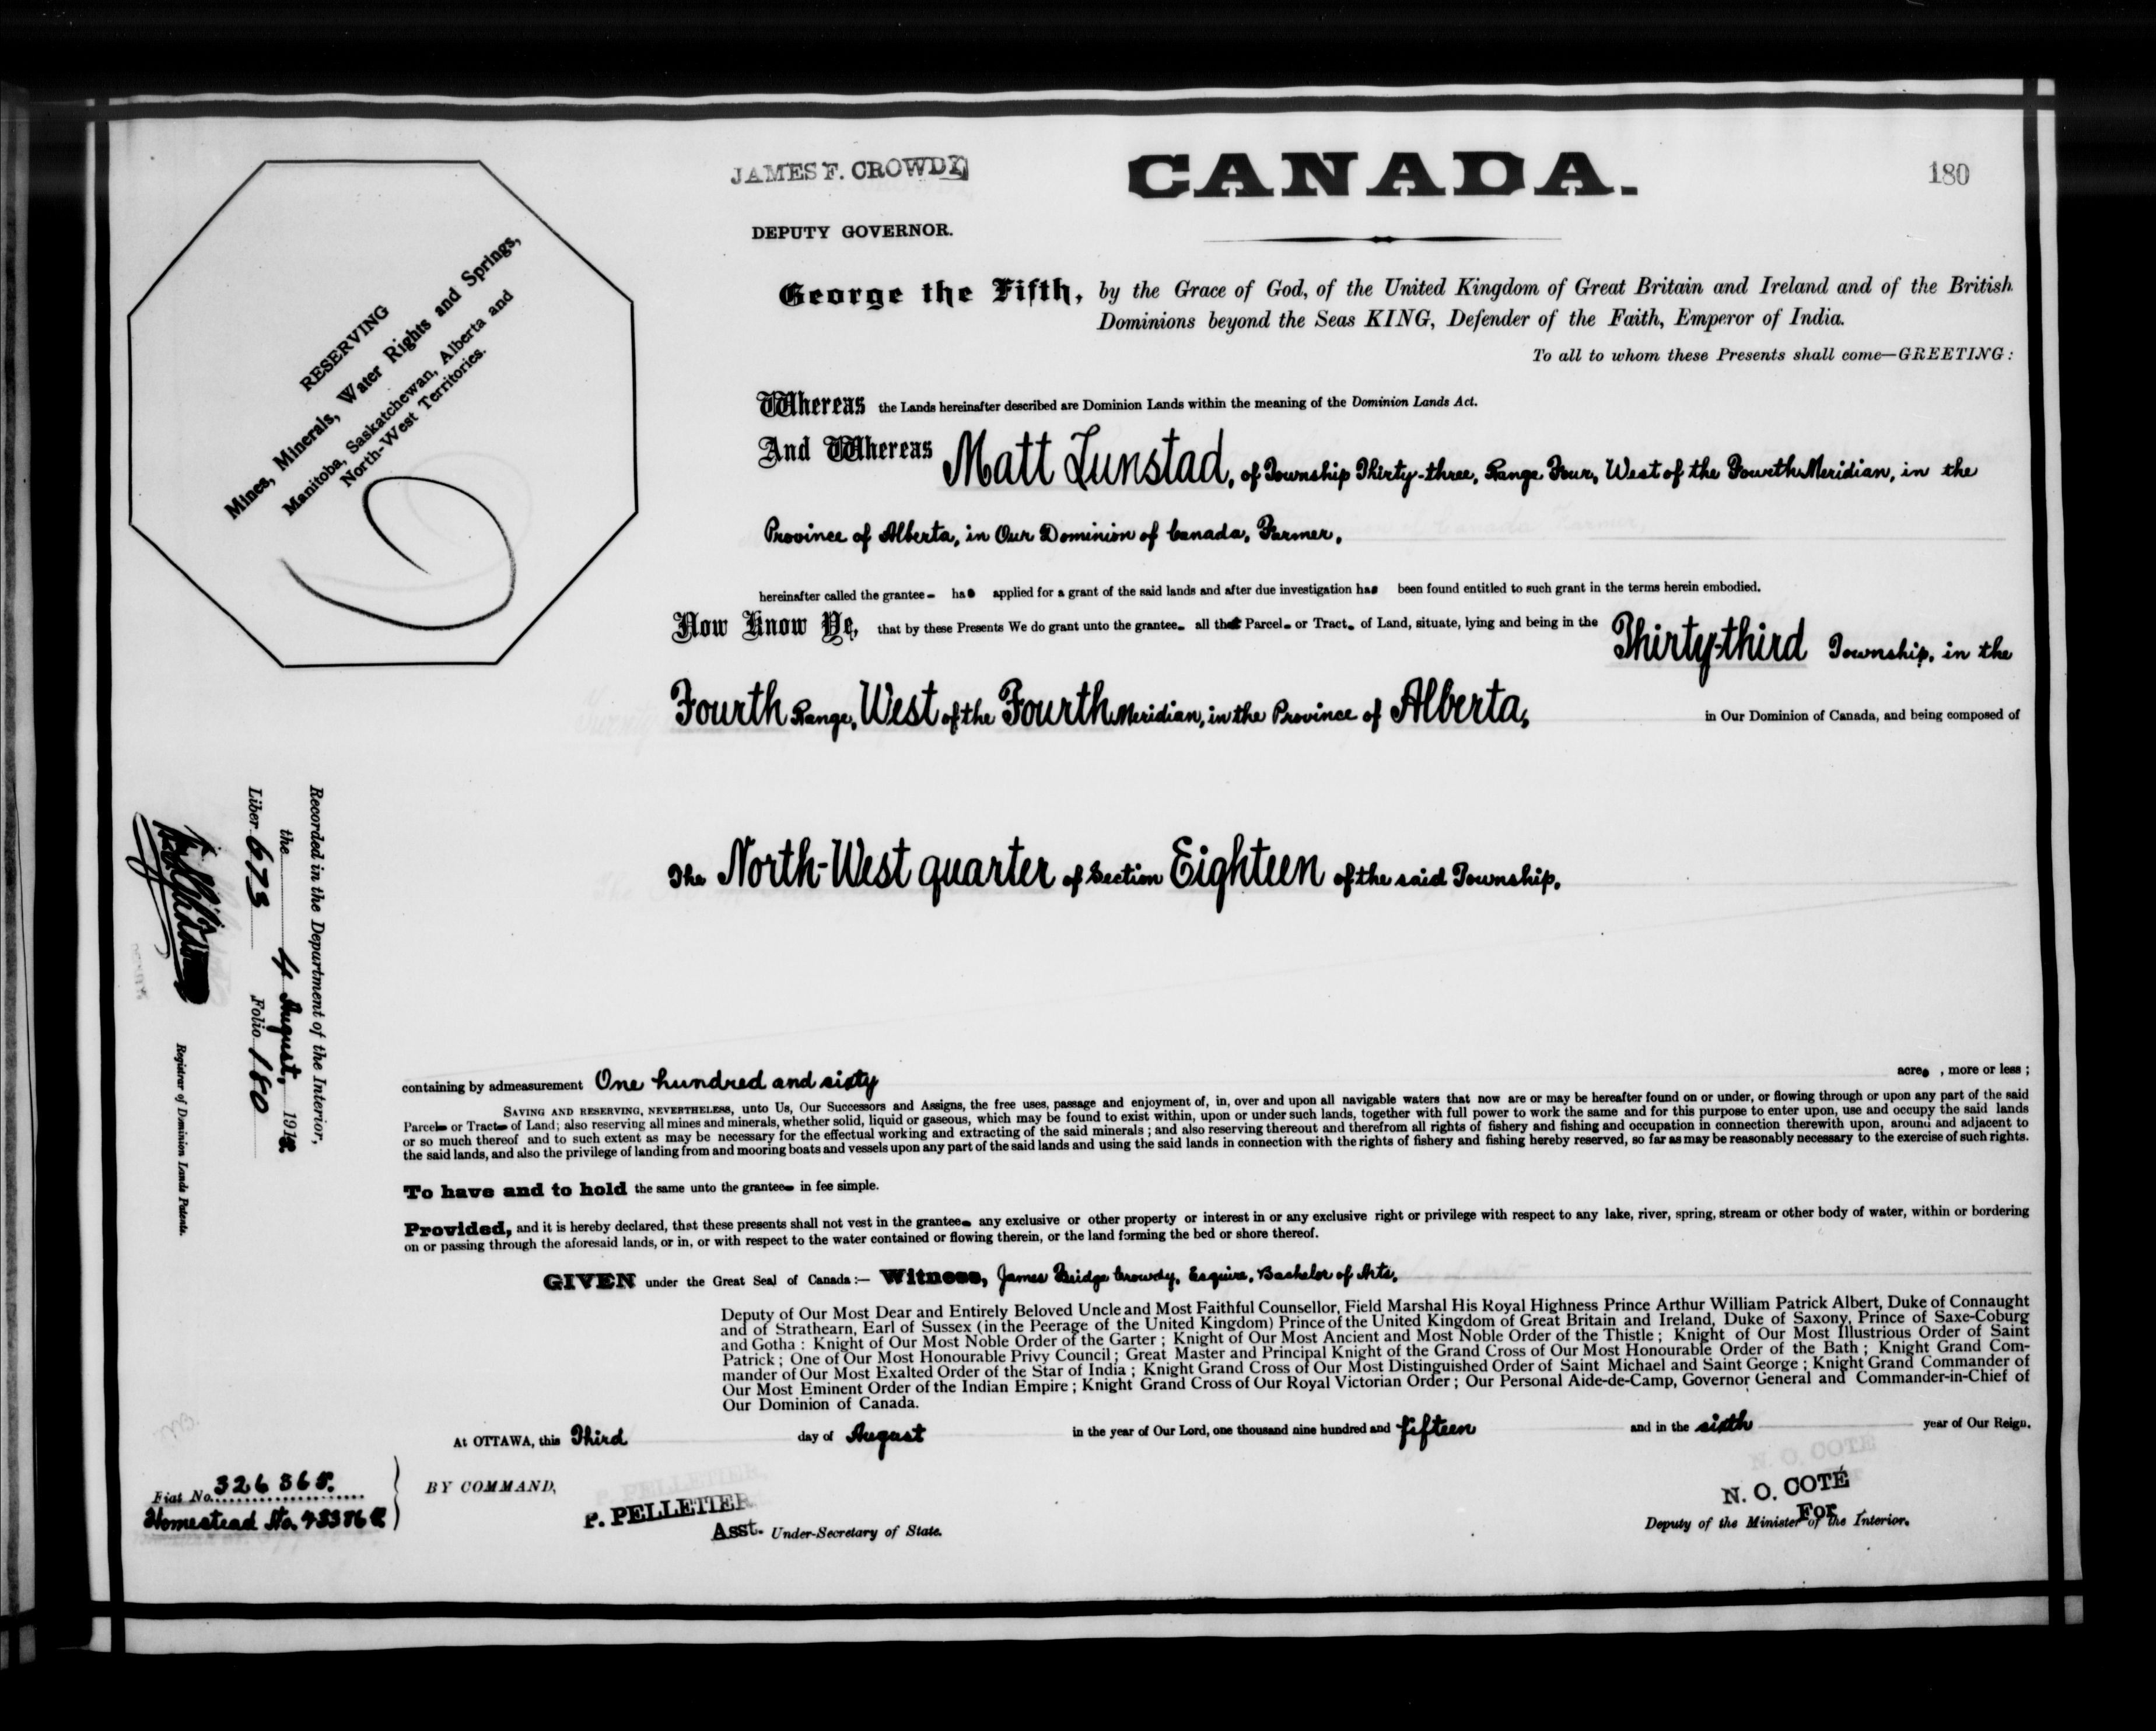 JAMES F. CROWDY
CANADA.
180
DEPUTY GOVERNOR.
RESERVING
Mines, Minerals, Water Rights and Springs,
Manitoba, Saskatchewan, Alberta and
North-West Territories.
George the Fifth, by the Grace of God, of the United Kingdom of Great Britain and Ireland and of the British
Dominions beyond the Seas KING, Defender of the Faith, Emperor of India.
To all to whom these Presents shall come—GREETING:
Whereas the Lands hereinafter described are Dominion Lands within the meaning of the Dominion Lands Act.
And Whereas Matt Lunstad, of Township Thirty-three, Range Four, West of the Fourth Meridian, in the
Province of Alberta, in Our Dominion of Canada, Farmer,
hereinafter called the grantee has applied for a grant of the said lands and after due investigation has been found entitled to such grant in the terms herein embodied.
Now Know Ye, that by these Presents We do grant unto the grantee all that Parcel or Tract of Land, situate, lying and being in the Thirty-third Township, in the
Fourth Range, West of the Fourth Meridian, in the Province of Alberta, in Our Dominion of Canada, and being composed of
The North-West quarter of Section Eighteen of the said Township.
Recorded in the Department of the Interior,
the 4 August, 191
Liber 673 Folio 180
Registrar of Dominion Lands Patents.
containing by admeasurement One hundred and sixty acres, more or less ;
SAVING AND RESERVING, NEVERTHELESS, unto Us, Our Successors and Assigns, the free uses, passage and enjoyment of, in, over and upon all navigable waters that now are or may be hereafter found on or under, or flowing through or upon any part of the said
Parcel or Tract of Land; also reserving all mines and minerals, whether solid, liquid or gaseous, which may be found to exist within, upon or under such lands, together with full power to work the same and for this purpose to enter upon, use and occupy the said lands
or so much thereof and to such extent as may be necessary for the effectual working and extracting of the said minerals ; and also reserving thereout and therefrom all rights of fishery and fishing and occupation in connection therewith upon, around and adjacent to
the said lands, and also the privilege of landing from and mooring boats and vessels upon any part of the said lands and using the said lands in connection with the rights of fishery and fishing hereby reserved, so far as may be reasonably necessary to the exercise of such rights.
To have and to hold the same unto the grantee in fee simple.
Provided, and it is hereby declared, that these presents shall not vest in the grantee any exclusive or other property or interest in or any exclusive right or privilege with respect to any lake, river, spring, stream or other body of water, within or bordering
on or passing through the aforesaid lands, or in, or with respect to the water contained or flowing therein, or the land forming the bed or shore thereof.
GIVEN under the Great Seal of Canada :— Witness, James Fridge Crowdy, Esquire, Bachelor of Arts,
Deputy of Our Most Dear and Entirely Beloved Uncle and Most Faithful Counsellor, Field Marshal His Royal Highness Prince Arthur William Patrick Albert, Duke of Connaught
and of Strathearn, Earl of Sussex (in the Peerage of the United Kingdom) Prince of the United Kingdom of Great Britain and Ireland, Duke of Saxony, Prince of Saxe-Coburg
and Gotha : Knight of Our Most Noble Order of the Garter ; Knight of Our Most Ancient and Most Noble Order of the Thistle ; Knight of Our Most Illustrious Order of Saint
Patrick ; One of Our Most Honourable Privy Council ; Great Master and Principal Knight of the Grand Cross of Our Most Honourable Order of the Bath ; Knight Grand Com-
mander of Our Most Exalted Order of the Star of India ; Knight Grand Cross of Our Most Distinguished Order of Saint Michael and Saint George ; Knight Grand Commander of
Our Most Eminent Order of the Indian Empire ; Knight Grand Cross of Our Royal Victorian Order ; Our Personal Aide-de-Camp, Governor General and Commander-in-Chief of
Our Dominion of Canada.
At OTTAWA, this Third day of August in the year of Our Lord, one thousand nine hundred and fifteen and in the sixth year of Our Reign.
Fiat No. 326365.
Homestead No.
BY COMMAND,
P. PELLETIER
Asst. Under-Secretary of State.
N. O. COTÉ
For
Deputy of the Minister of the Interior.